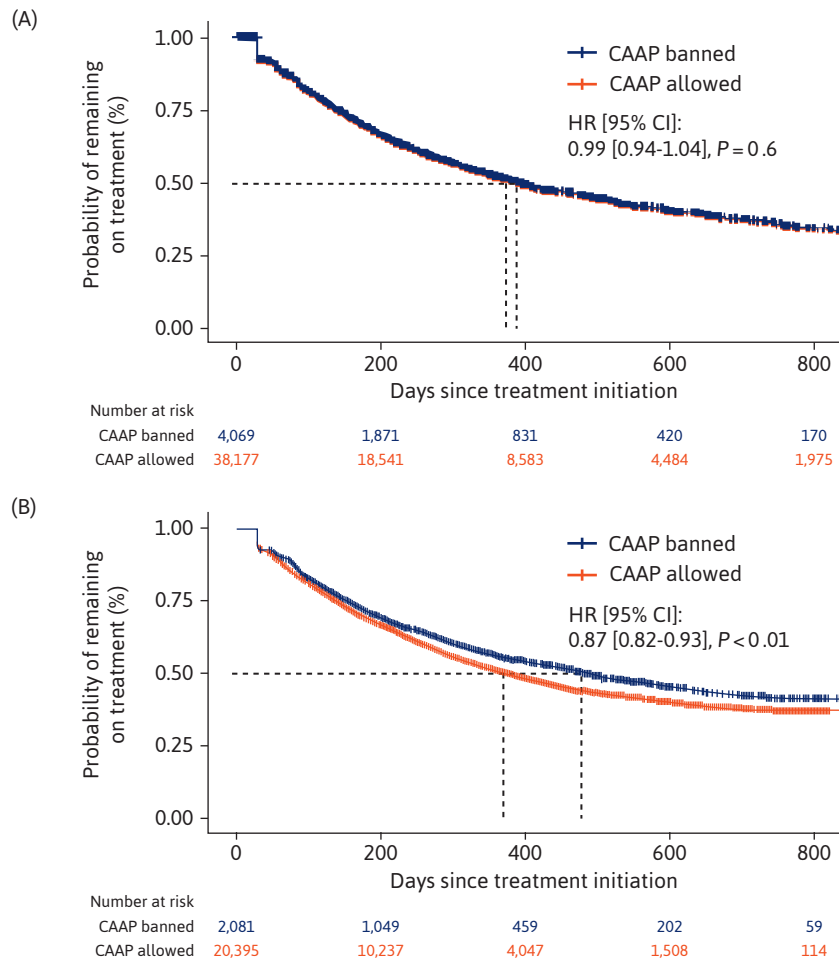 (A)
1.00
0.75
0.50
0.25
0.00
Probability of remaining
on treatment (%)
CAAP banned
CAAP allowed
HR [95% CI]:
0.99 [0.94-1.04], P = 0.6
0 200 400 600 800
Days since treatment initiation
Number at risk
CAAP banned 4,069 1,871 831 420 170
CAAP allowed 38,177 18,541 8,583 4,484 1,975
(B)
1.00
0.75
0.50
0.25
0.00
Probability of remaining
on treatment (%)
CAAP banned
CAAP allowed
HR [95% CI]:
0.87 [0.82-0.93], P < 0.01
0 200 400 600 800
Days since treatment initiation
Number at risk
CAAP banned 2,081 1,049 459 202 59
CAAP allowed 20,395 10,237 4,047 1,508 114